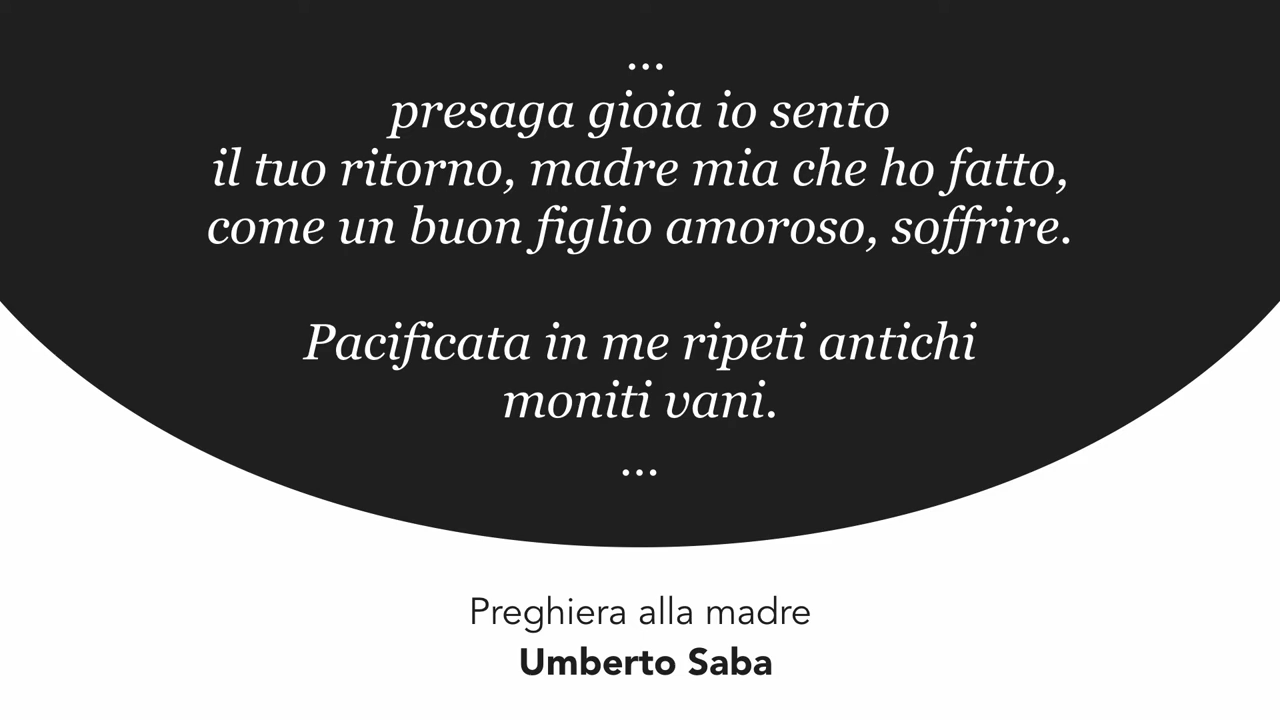 ...
presaga gioia io sento
il tuo ritorno, madre mia che ho fatto,
come un buon figlio amoroso, soffrire.
Pacificata in me ripeti antichi
moniti vani.
...
Preghiera alla madre
Umberto Saba